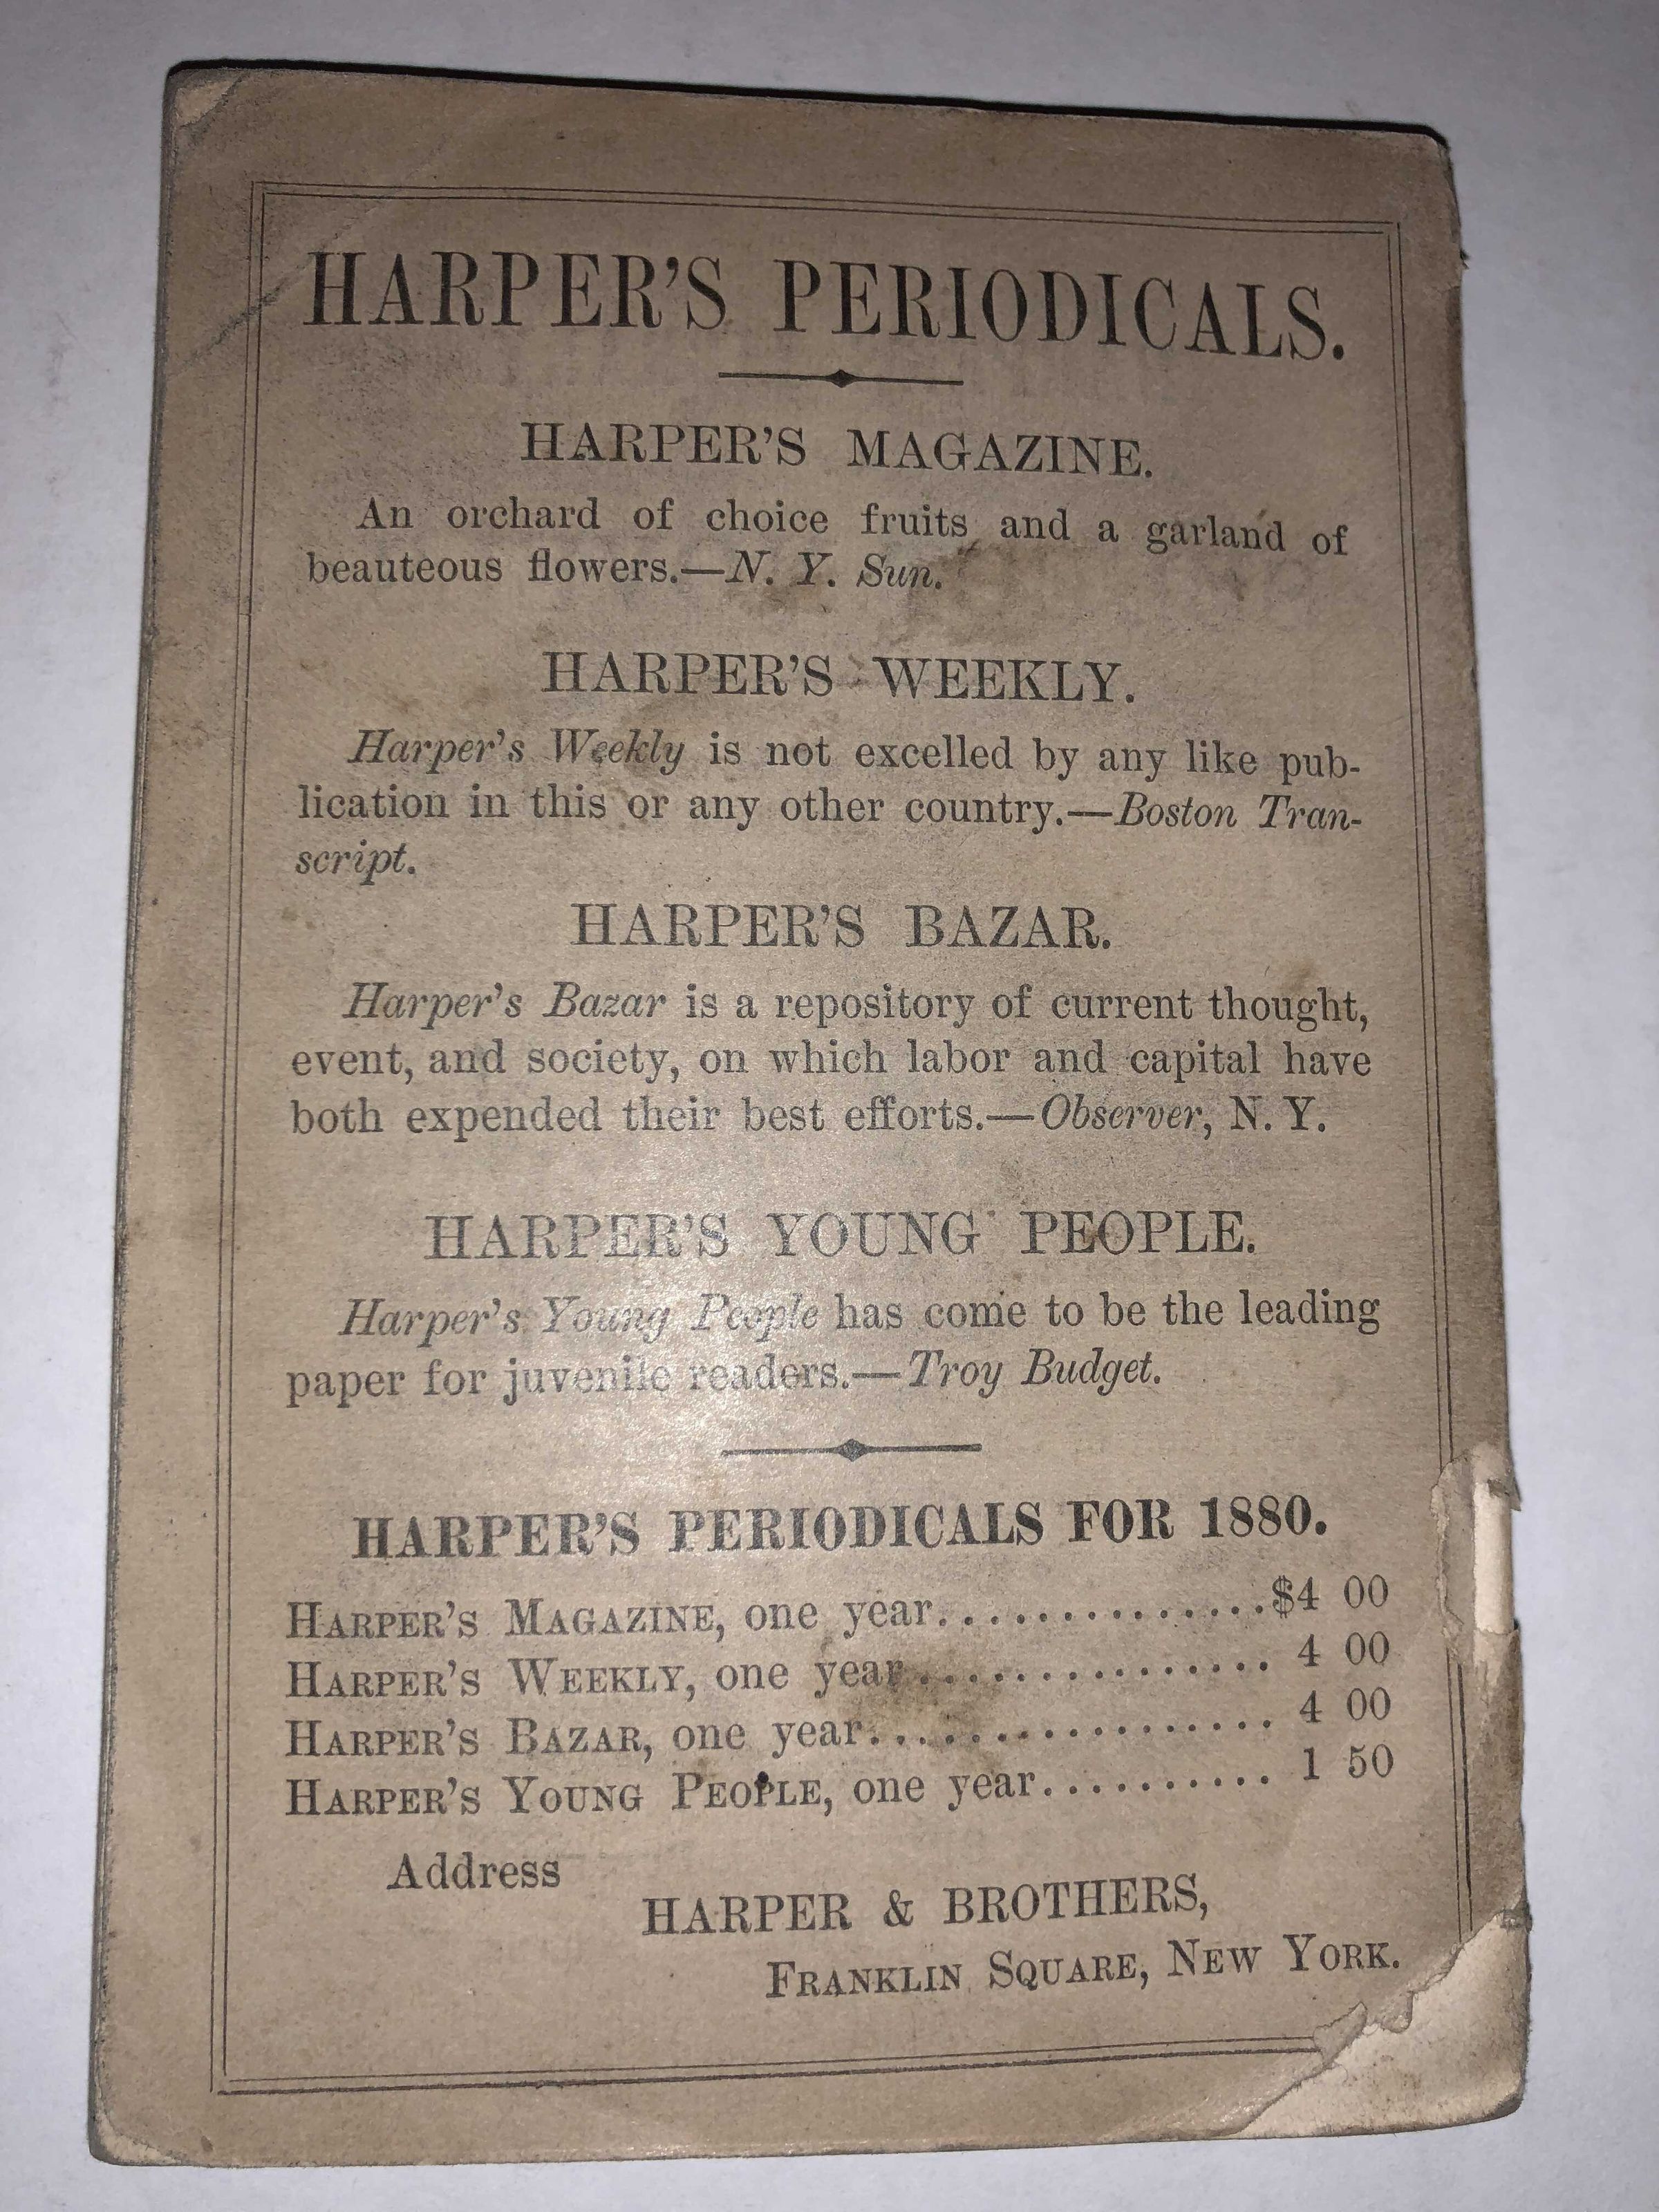 HARPER'S PERIODICALS.
HARPER'S MAGAZINE.
An orchard of choice fruits and a garland of
beauteous flowers.—N. Y. Sun.
HARPER'S WEEKLY.
Harper's Weekly is not excelled by any like pub-
lication in this or any other country.—Boston Tran-
script.
HARPER'S BAZAR.
Harper's Bazar is a repository of current thought,
event, and society, on which labor and capital have
both expended their best efforts.—Observer, N. Y.
HARPER'S YOUNG PEOPLE.
Harper's Young People has come to be the leading
paper for juvenile readers.—Troy Budget.
HARPER'S PERIODICALS FOR 1880.
HARPER'S MAGAZINE, one year..............$4 00
HARPER'S WEEKLY, one year............... 4 00
HARPER'S BAZAR, one year................. 4 00
HARPER'S YOUNG PEOPLE, one year.......... 1 50
Address
HARPER & BROTHERS,
FRANKLIN SQUARE, NEW YORK.